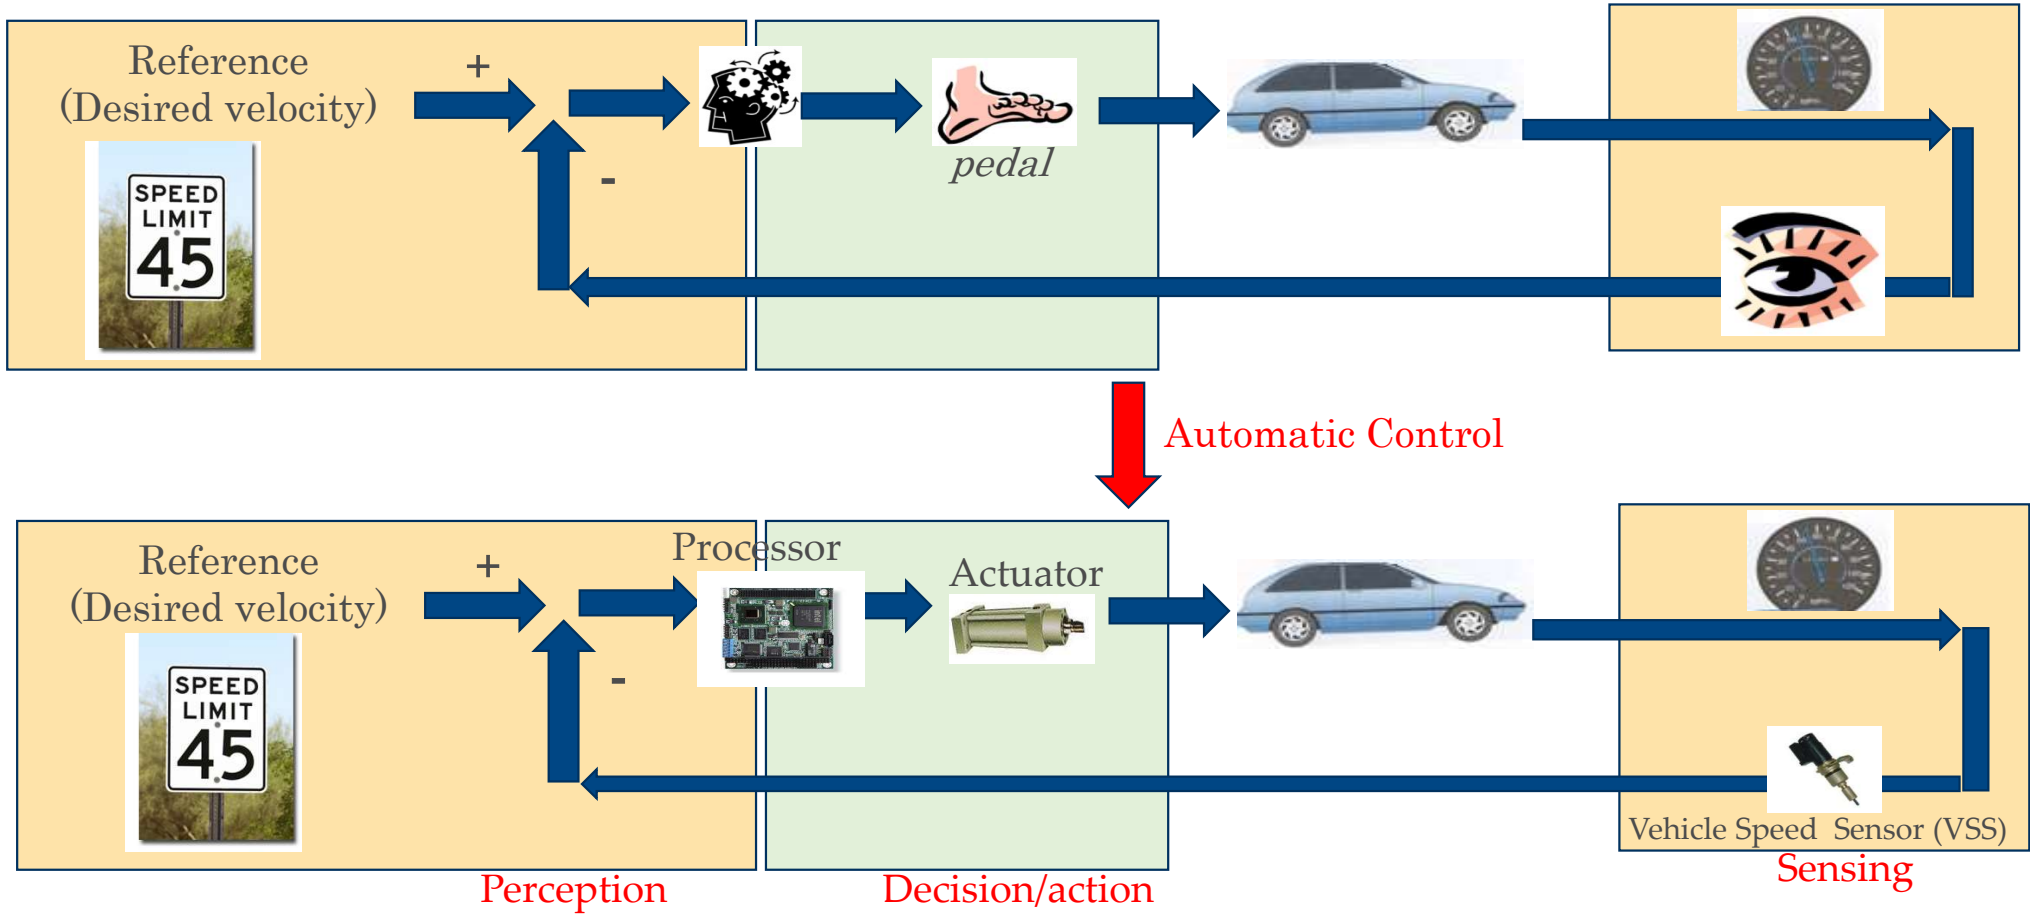 Reference
(Desired velocity)
+
-
SPEED
LIMIT
45
pedal
Automatic Control
Reference
(Desired velocity)
+
-
SPEED
LIMIT
45
Processor
Actuator
Vehicle Speed Sensor (VSS)
Perception
Decision/action
Sensing